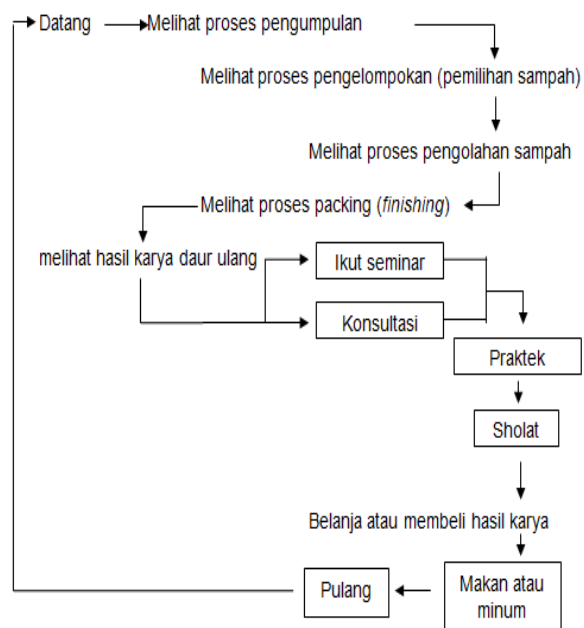 Datang
Melihat proses pengumpulan
Melihat proses pengelompokan (pemilihan sampah)
Melihat proses pengolahan sampah
Melihat proses packing (finishing)
melihat hasil karya daur ulang
Ikut seminar
Konsultasi
Praktek
Sholat
Belanja atau membeli hasil karya
Makan atau
minum
Pulang